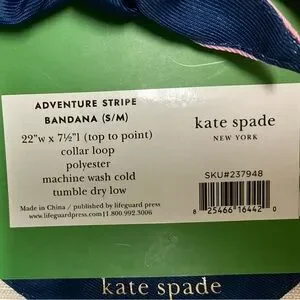 ADVENTURE STRIPE
BANDANA (S/M)
22"w x 7½"l (top to point)
collar loop
polyester
machine wash cold
tumble dry low
Made in China / published by lifeguard press
www.lifeguardpress | 1.800.992.3006
kate spade
NEW YORK
SKU#237948
8 25466 16442 0
kate spade